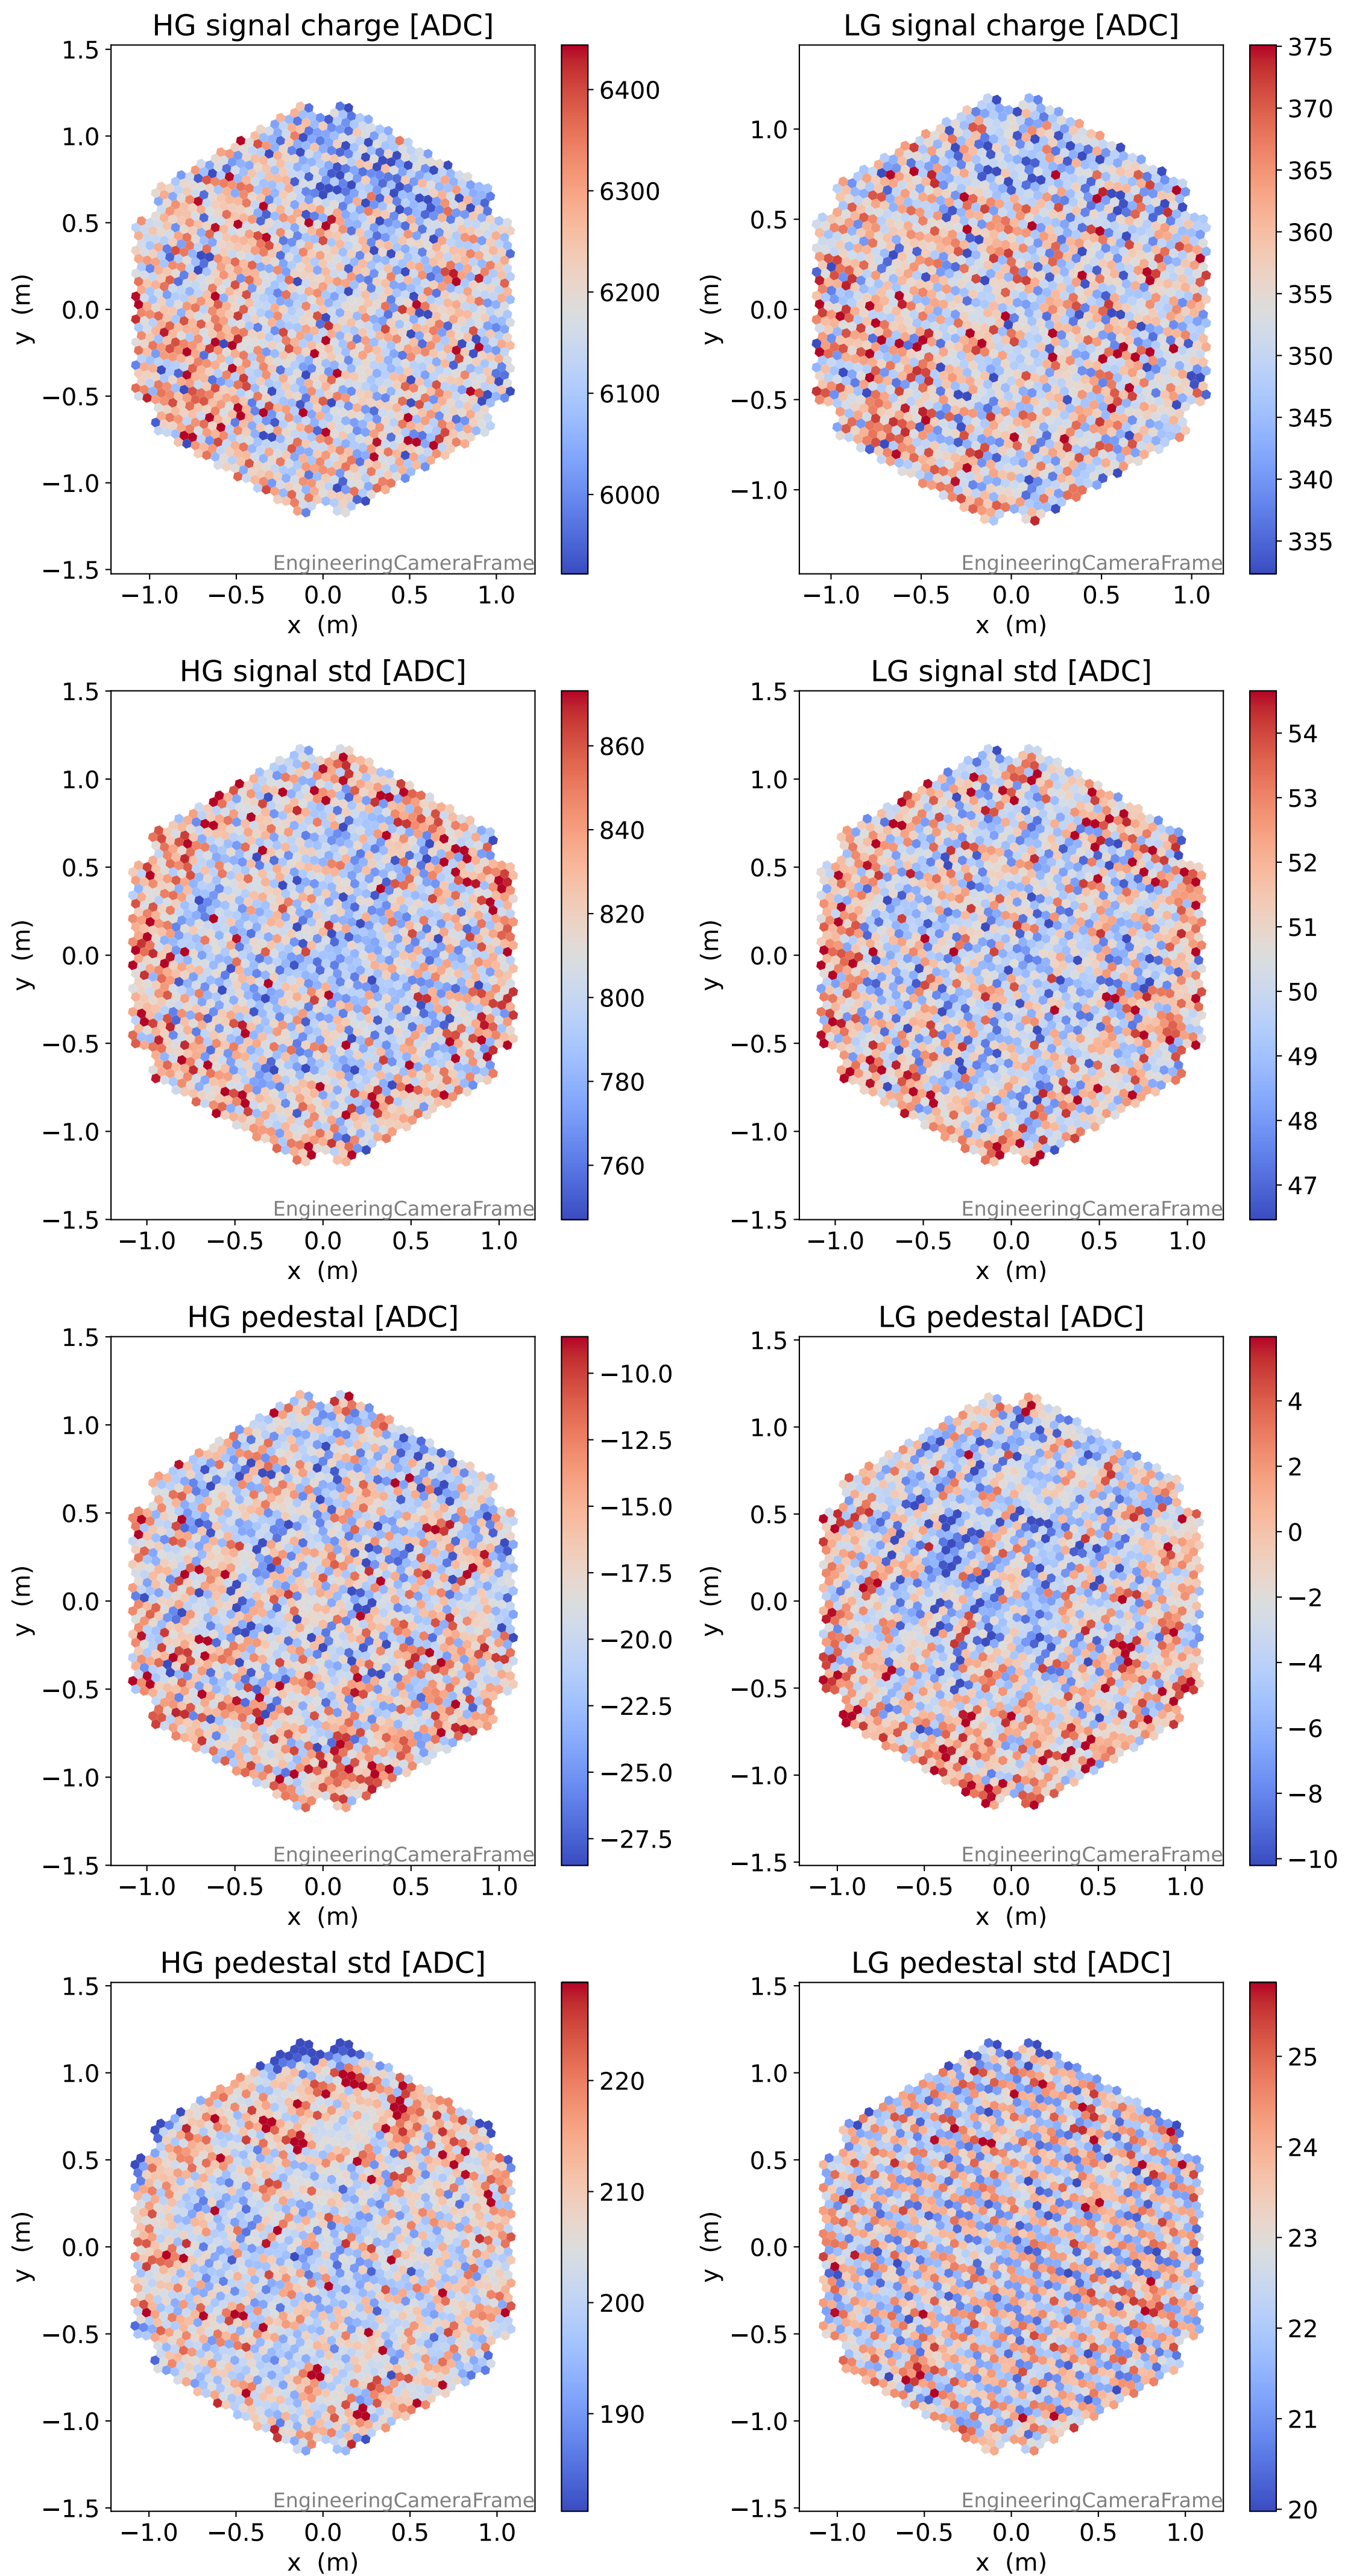 HG signal charge [ADC]
1.5
1.0
0.5
0.0
−0.5
−1.0
−1.5
y (m)
−1.0 −0.5 0.0 0.5 1.0
x (m)
EngineeringCameraFrame
6400
6300
6200
6100
6000
LG signal charge [ADC]
1.0
0.5
0.0
−0.5
−1.0
y (m)
−1.0 −0.5 0.0 0.5 1.0
x (m)
EngineeringCameraFrame
375
370
365
360
355
350
345
340
335
HG signal std [ADC]
1.5
1.0
0.5
0.0
−0.5
−1.0
−1.5
y (m)
−1.0 −0.5 0.0 0.5 1.0
x (m)
EngineeringCameraFrame
860
840
820
800
780
760
LG signal std [ADC]
1.5
1.0
0.5
0.0
−0.5
−1.0
−1.5
y (m)
−1.0 −0.5 0.0 0.5 1.0
x (m)
EngineeringCameraFrame
54
53
52
51
50
49
48
47
HG pedestal [ADC]
1.5
1.0
0.5
0.0
−0.5
−1.0
−1.5
y (m)
−1.0 −0.5 0.0 0.5 1.0
x (m)
EngineeringCameraFrame
−10.0
−12.5
−15.0
−17.5
−20.0
−22.5
−25.0
−27.5
LG pedestal [ADC]
1.5
1.0
0.5
0.0
−0.5
−1.0
−1.5
y (m)
−1.0 −0.5 0.0 0.5 1.0
x (m)
EngineeringCameraFrame
4
2
0
−2
−4
−6
−8
−10
HG pedestal std [ADC]
1.5
1.0
0.5
0.0
−0.5
−1.0
−1.5
y (m)
−1.0 −0.5 0.0 0.5 1.0
x (m)
EngineeringCameraFrame
220
210
200
190
LG pedestal std [ADC]
1.5
1.0
0.5
0.0
−0.5
−1.0
−1.5
y (m)
−1.0 −0.5 0.0 0.5 1.0
x (m)
EngineeringCameraFrame
25
24
23
22
21
20